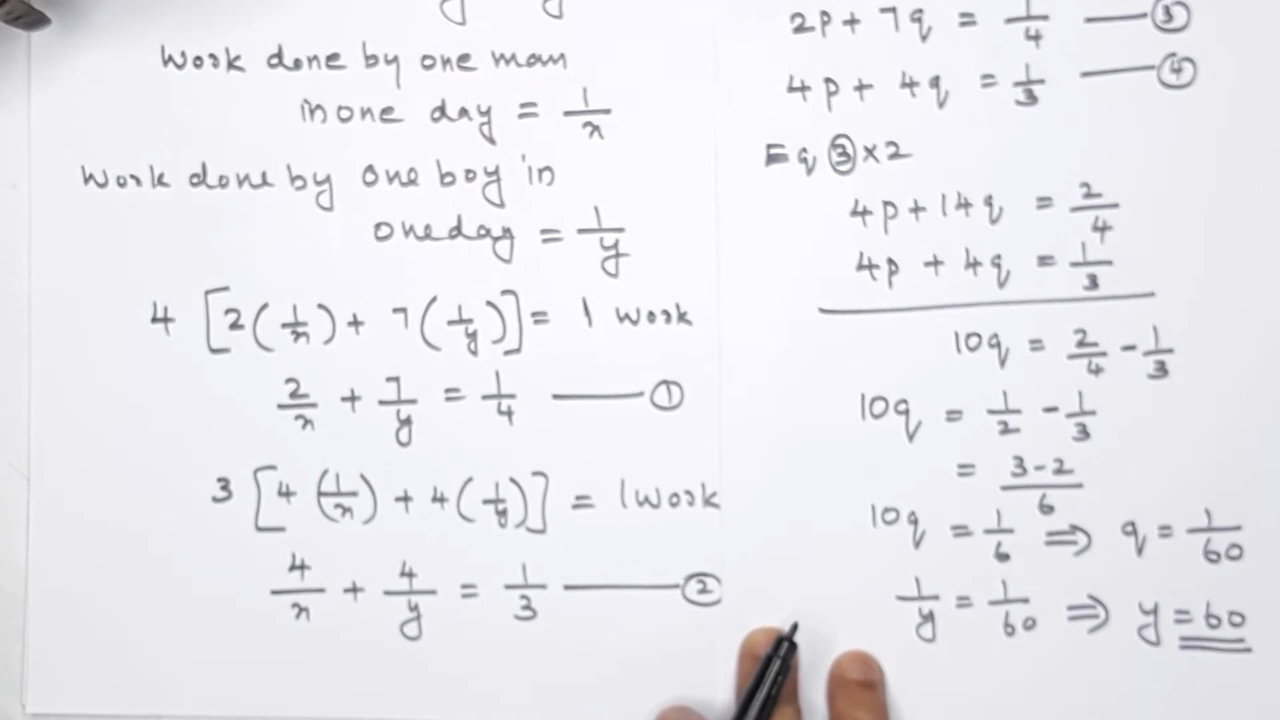 Work done by one man
in one day = 1/x
Work done by one boy in
one day = 1/y
4 [2(1/x) + 7(1/y)] = 1 work
2/x + 7/y = 1/4 —— ①
3 [4(1/x) + 4(1/y)] = 1 work
4/x + 4/y = 1/3 —— ②
2p + 7q = 1/4 —— ③
4p + 4q = 1/3 —— ④
Eq ③ × 2
4p + 14q = 2/4
4p + 4q = 1/3
10q = 2/4 - 1/3
10q = 1/2 - 1/3
= 3-2/6
10q = 1/6 ⇒ q = 1/60
1/y = 1/60 ⇒ y = 60